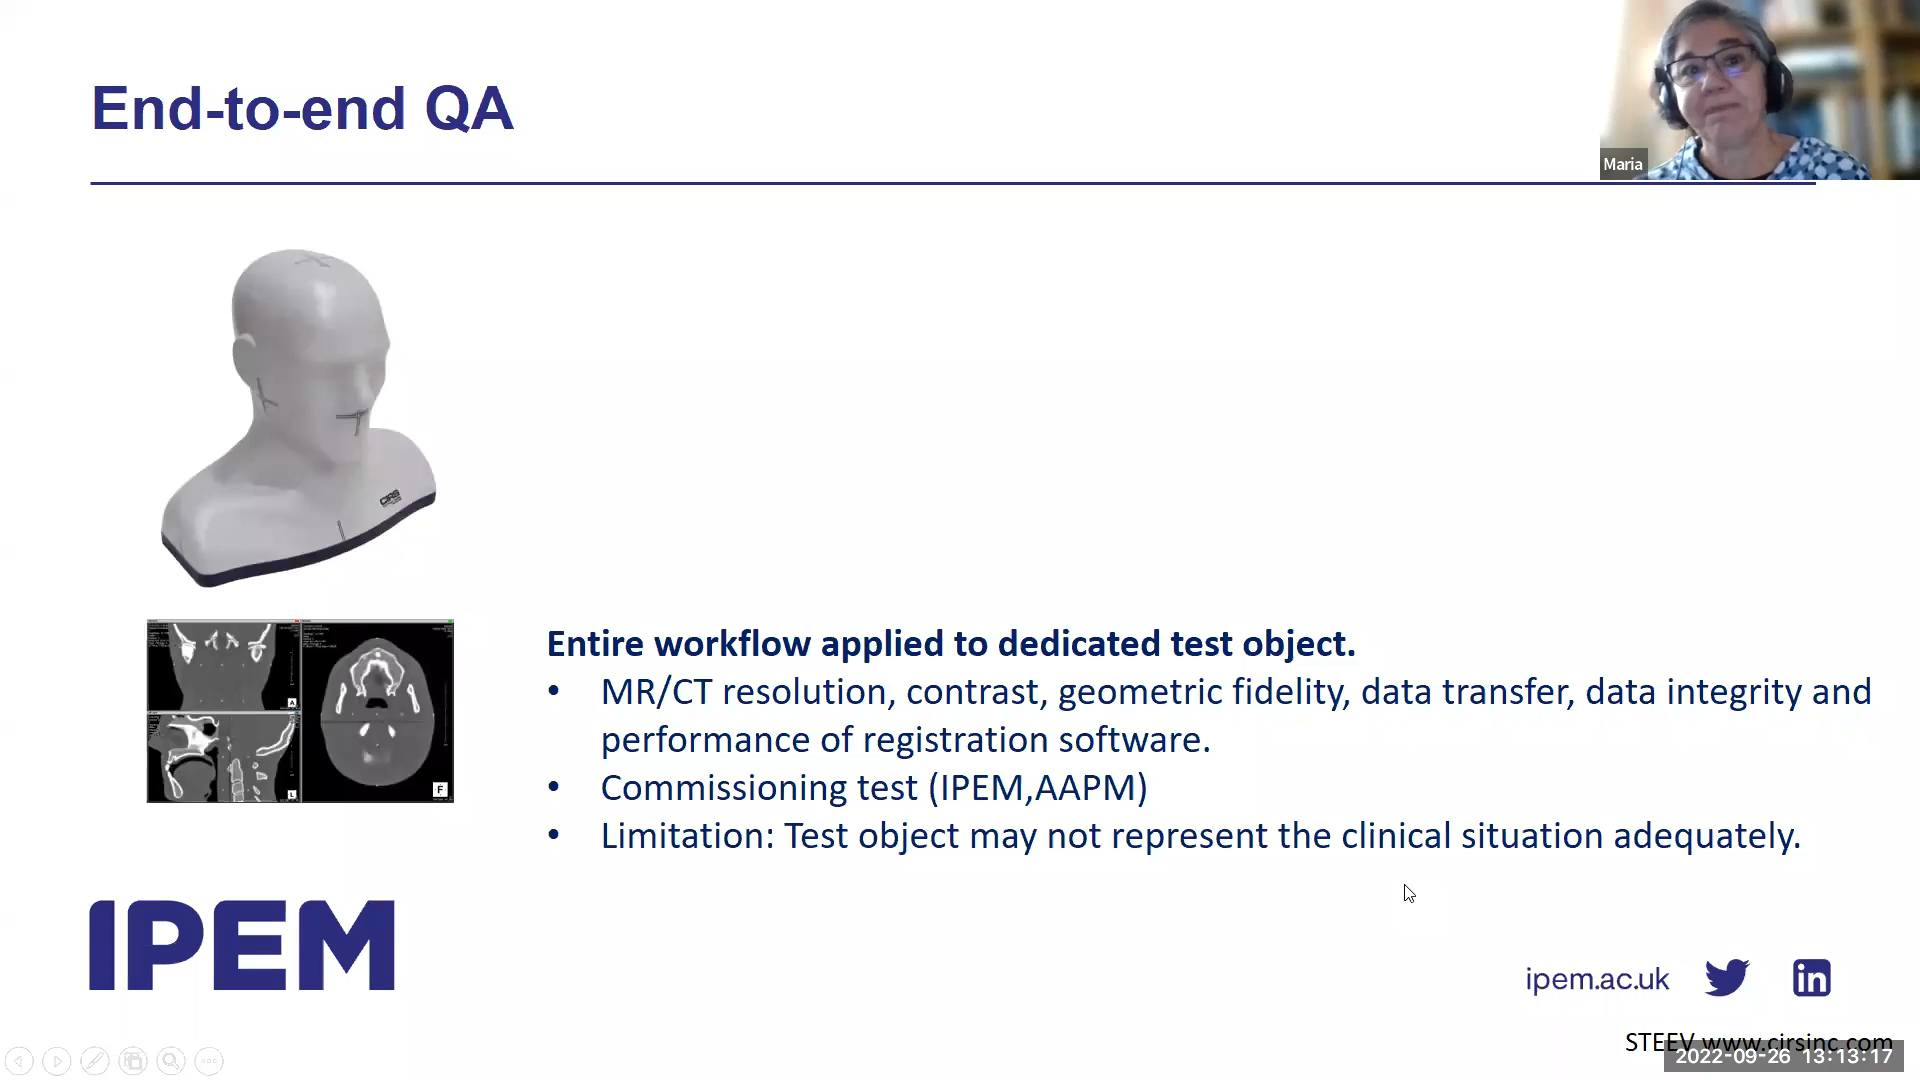 End-to-end QA
Maria
CIRS
A
L
F
Entire workflow applied to dedicated test object.
• MR/CT resolution, contrast, geometric fidelity, data transfer, data integrity and
performance of registration software.
• Commissioning test (IPEM,AAPM)
• Limitation: Test object may not represent the clinical situation adequately.
IPEM
ipem.ac.uk
in
STEEV www.cirsinc.com
2022-09-26 13:13:17